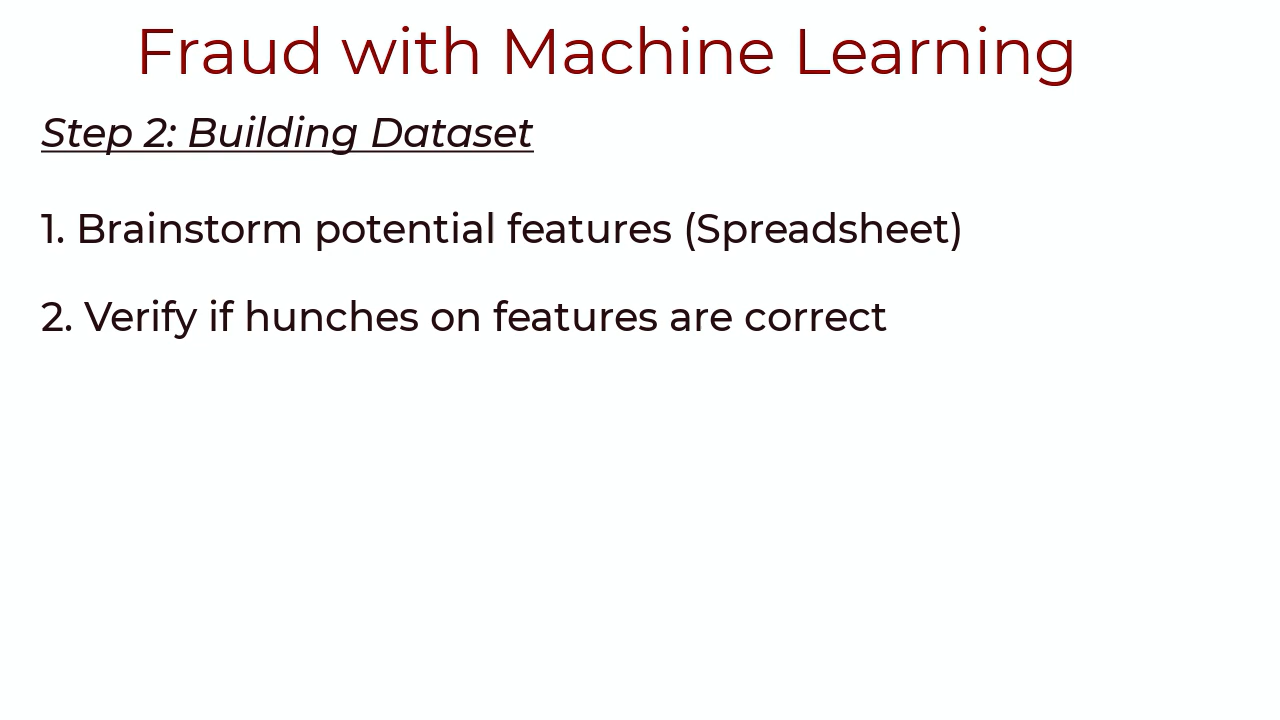 Fraud with Machine Learning
Step 2: Building Dataset
1. Brainstorm potential features (Spreadsheet)
2. Verify if hunches on features are correct